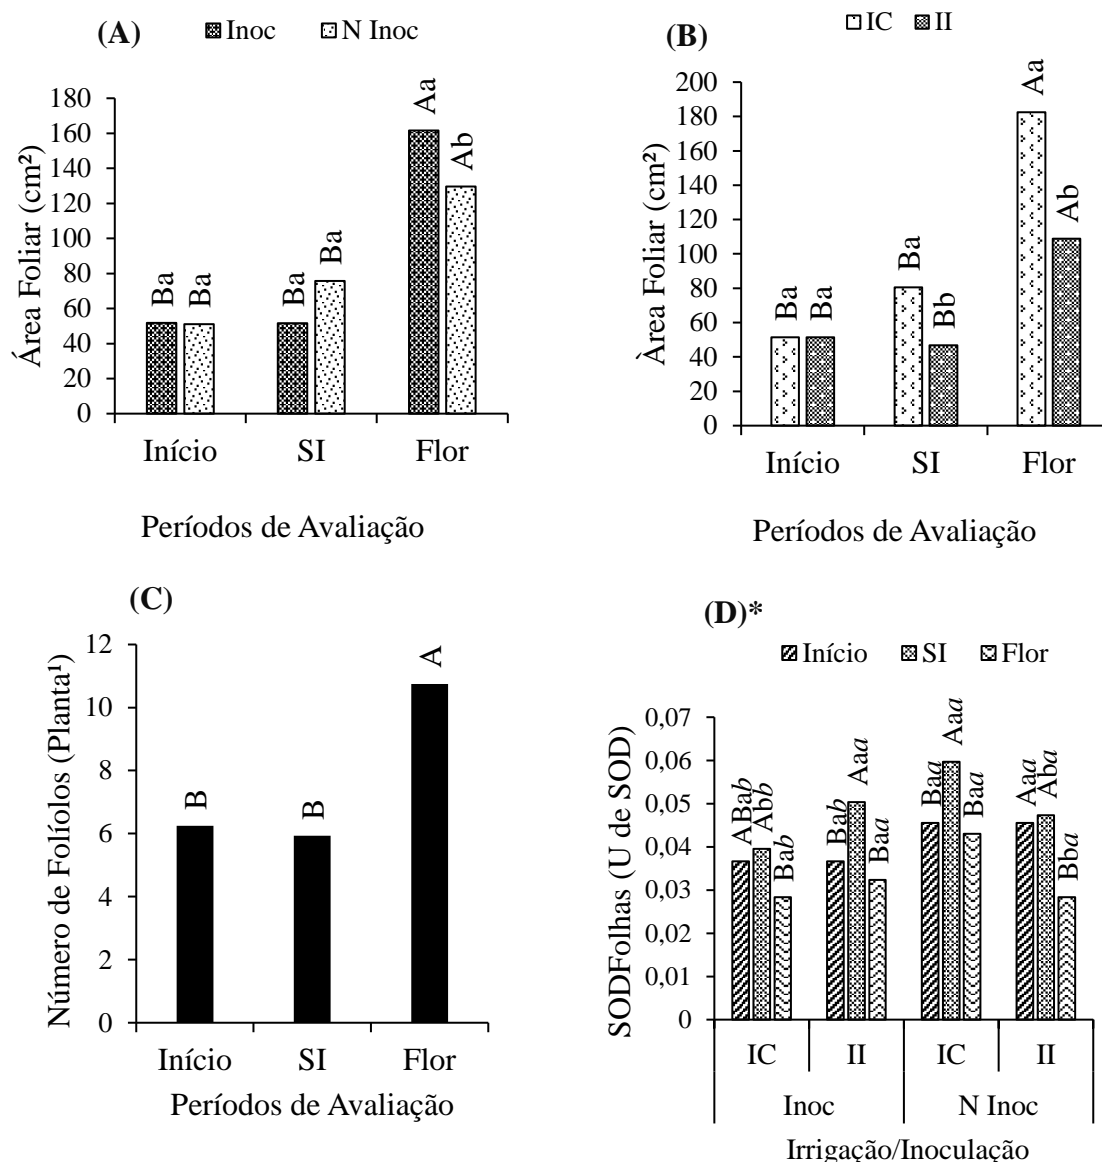 (A)
Inoc N Inoc
Área Foliar (cm²)
180
160
140
120
100
80
60
40
20
0
Ba Ba Ba Ba Aa Ab
Início SI Flor
Períodos de Avaliação
(B)
IC II
Àrea Foliar (cm²)
200
180
160
140
120
100
80
60
40
20
0
Ba Ba Ba Bb Aa Ab
Início SI Flor
Períodos de Avaliação
(C)
Número de Folíolos (Planta¹)
12
10
8
6
4
2
0
B B A
Início SI Flor
Períodos de Avaliação
(D)*
Início SI Flor
SODFolhas (U de SOD)
0,07
0,06
0,05
0,04
0,03
0,02
0,01
0
ABab Abb Bab Bab Aaa Baa Baa Aaa Baa Aaa Aba Bba
IC II IC II
Inoc N Inoc
Irrigação/Inoculação